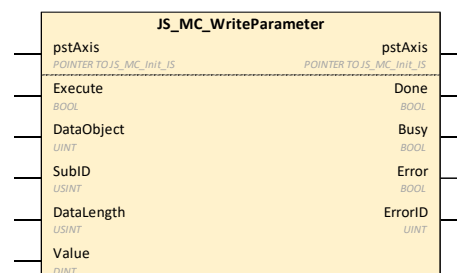 JS_MC_WriteParameter
pstAxis pstAxis
POINTER TO JS_MC_Init_IS POINTER TO JS_MC_Init_IS
Execute Done
BOOL BOOL
DataObject Busy
UINT BOOL
SubID Error
USINT BOOL
DataLength ErrorID
USINT UINT
Value
DINT